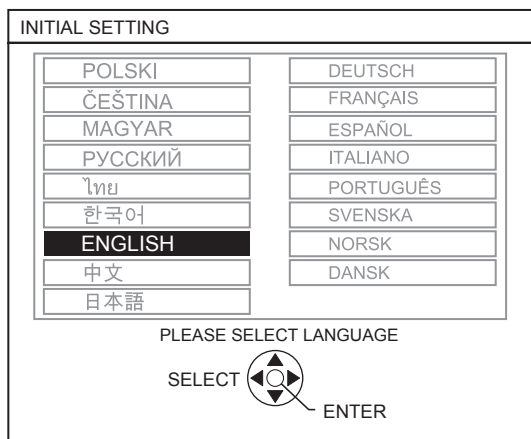 INITIAL SETTING
POLSKI
ČEŠTINA
MAGYAR
РУССКИЙ
ไทย
한국어
ENGLISH
中文
日本語
DEUTSCH
FRANÇAIS
ESPAÑOL
ITALIANO
PORTUGUÊS
SVENSKA
NORSK
DANSK
PLEASE SELECT LANGUAGE
SELECT
ENTER